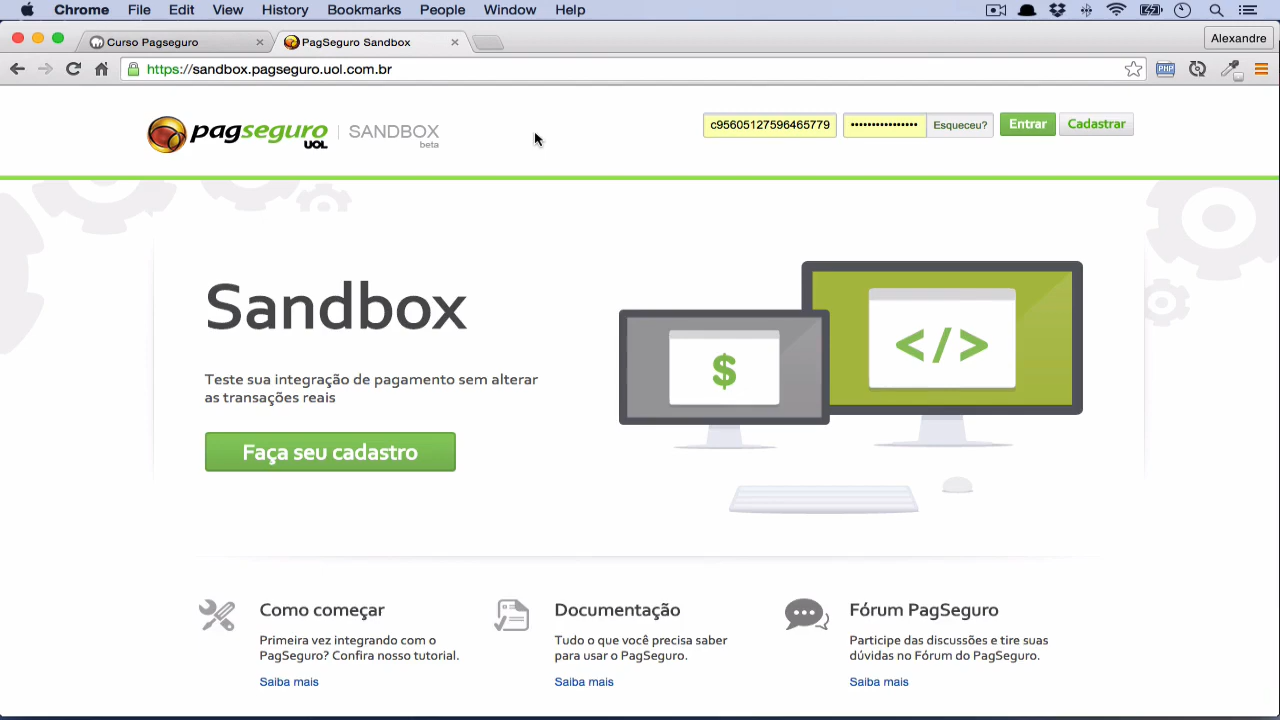 Chrome File Edit View History Bookmarks People Window Help
Curso Pagseguro
PagSeguro Sandbox
Alexandre
https://sandbox.pagseguro.uol.com.br
PHP
pagseguro
UOL
SANDBOX
beta
c95605127596465779
••••••••••••••••
Esqueceu?
Entrar
Cadastrar
Sandbox
Teste sua integração de pagamento sem alterar
as transações reais
Faça seu cadastro
$
</>
Como começar
Primeira vez integrando com o
PagSeguro? Confira nosso tutorial.
Saiba mais
Documentação
Tudo o que você precisa saber
para usar o PagSeguro.
Saiba mais
Fórum PagSeguro
Participe das discussões e tire suas
dúvidas no Fórum do PagSeguro.
Saiba mais